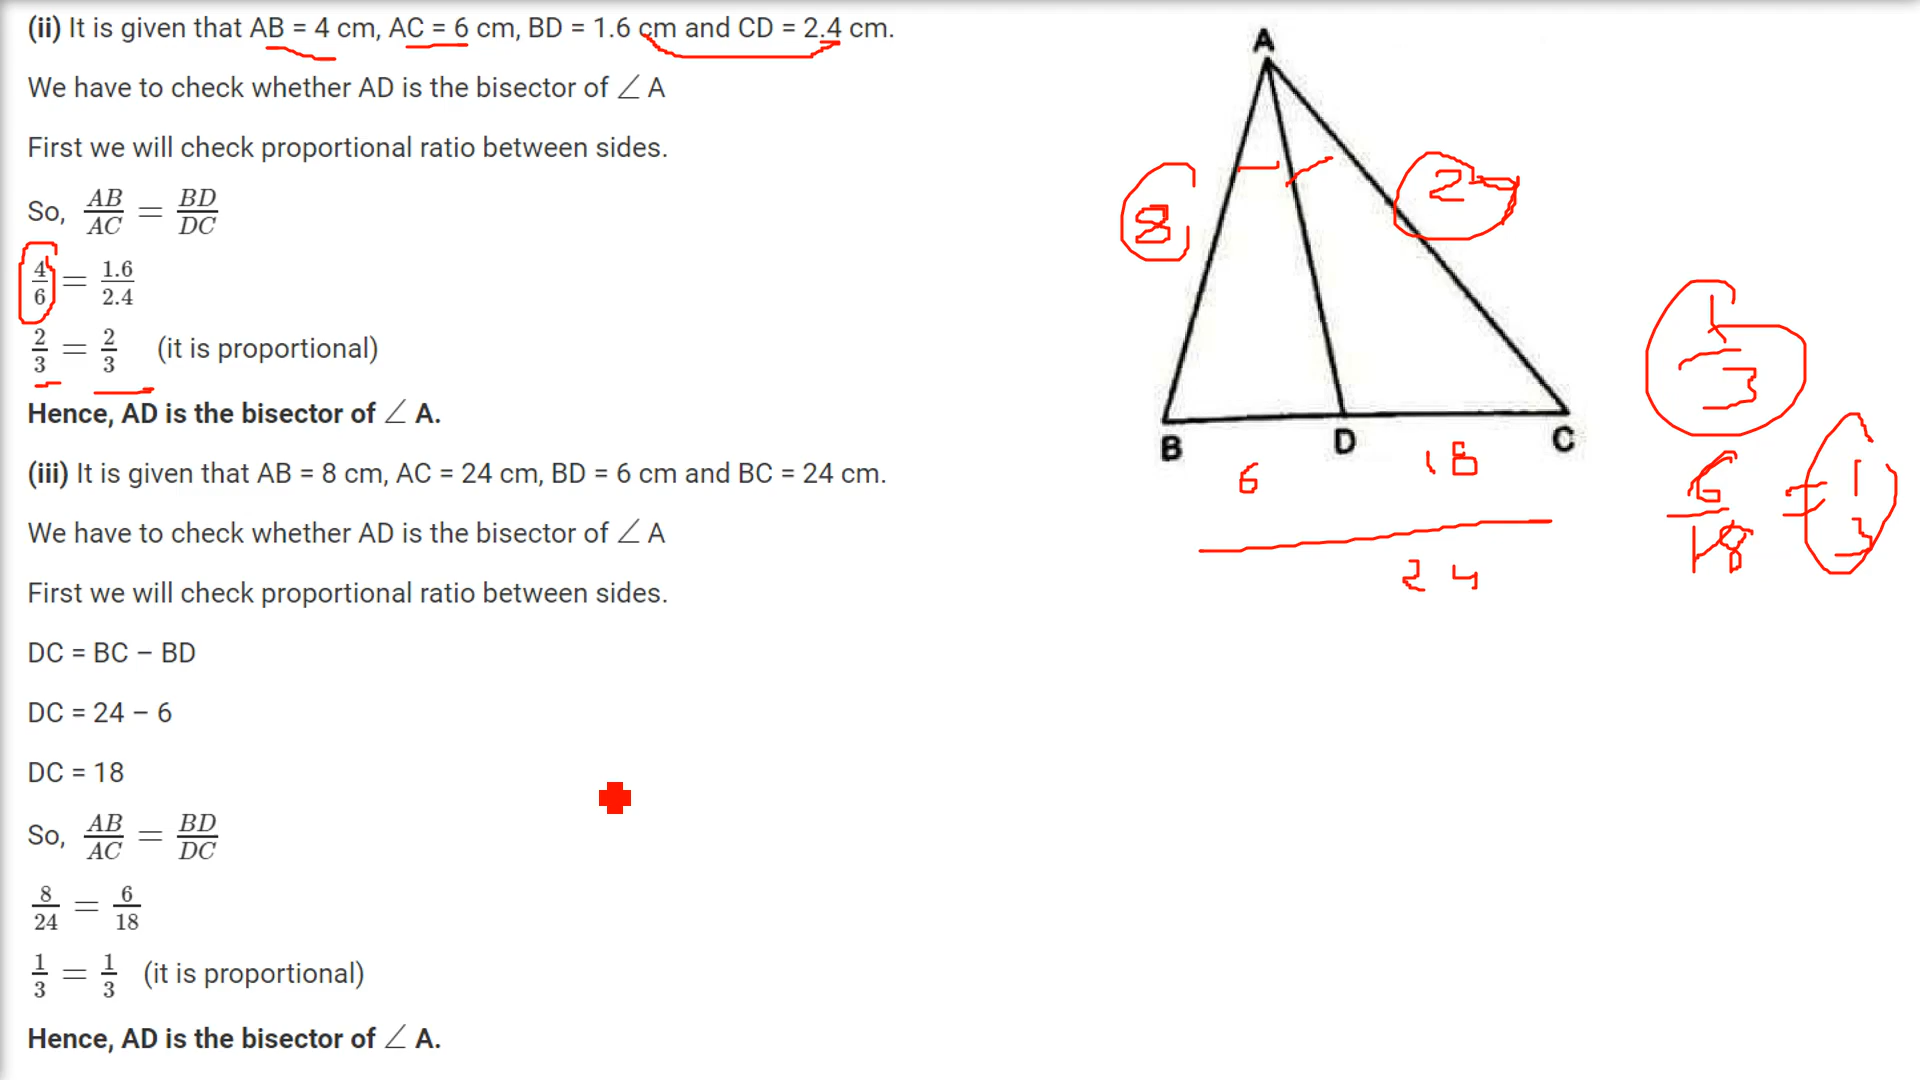 (ii) It is given that AB = 4 cm, AC = 6 cm, BD = 1.6 cm and CD = 2.4 cm.
We have to check whether AD is the bisector of ∠ A
First we will check proportional ratio between sides.
So, AB/AC = BD/DC
4/6 = 1.6/2.4
2/3 = 2/3 (it is proportional)
Hence, AD is the bisector of ∠ A.
(iii) It is given that AB = 8 cm, AC = 24 cm, BD = 6 cm and BC = 24 cm.
We have to check whether AD is the bisector of ∠ A
First we will check proportional ratio between sides.
DC = BC – BD
DC = 24 – 6
DC = 18
So, AB/AC = BD/DC
8/24 = 6/18
1/3 = 1/3 (it is proportional)
Hence, AD is the bisector of ∠ A.
A
8
B D C
6 18
24
1/3
6/18 = 1/3